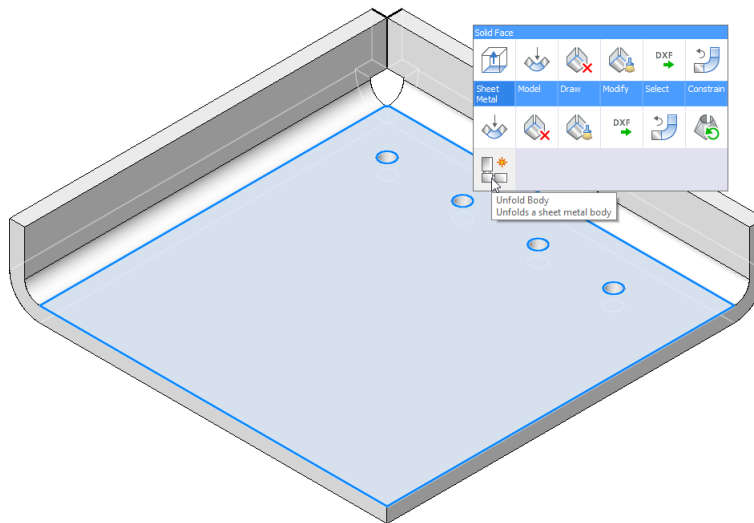 Solid Face
DXF
Sheet Metal
Model
Draw
Modify
Select
Constrain
DXF
Unfold Body
Unfolds a sheet metal body